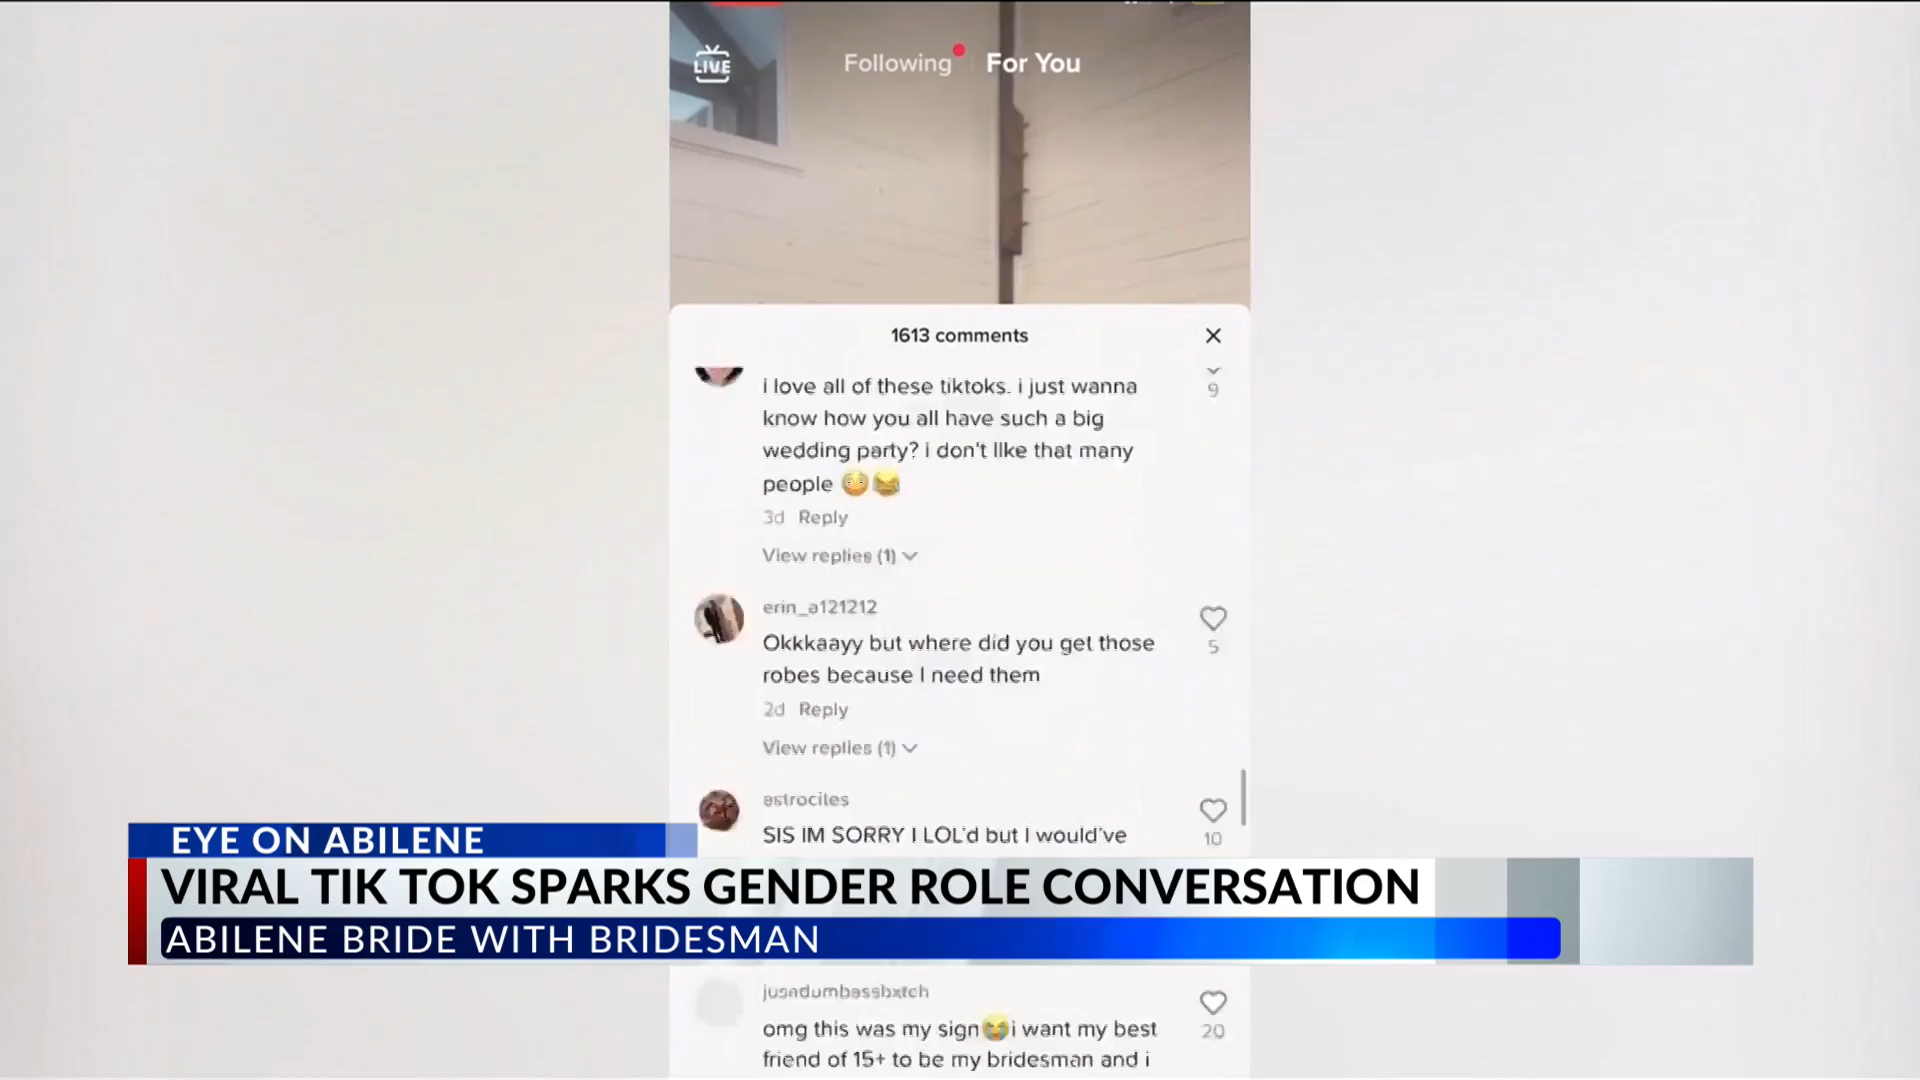 LIVE
Following For You
1613 comments
i love all of these tiktoks. i just wanna
know how you all have such a big
wedding party? i don't like that many
people 😳😂
9
3d Reply
View replies (1)
erin_a121212
Okkkaayy but where did you get those
robes because I need them
5
2d Reply
View replies (1)
astrociles
SIS IM SORRY I LOL'd but i would've
10
EYE ON ABILENE
VIRAL TIK TOK SPARKS GENDER ROLE CONVERSATION
ABILENE BRIDE WITH BRIDESMAN
jusadumbassbxtch
omg this was my sign😭i want my best
friend of 15+ to be my bridesman and i
20